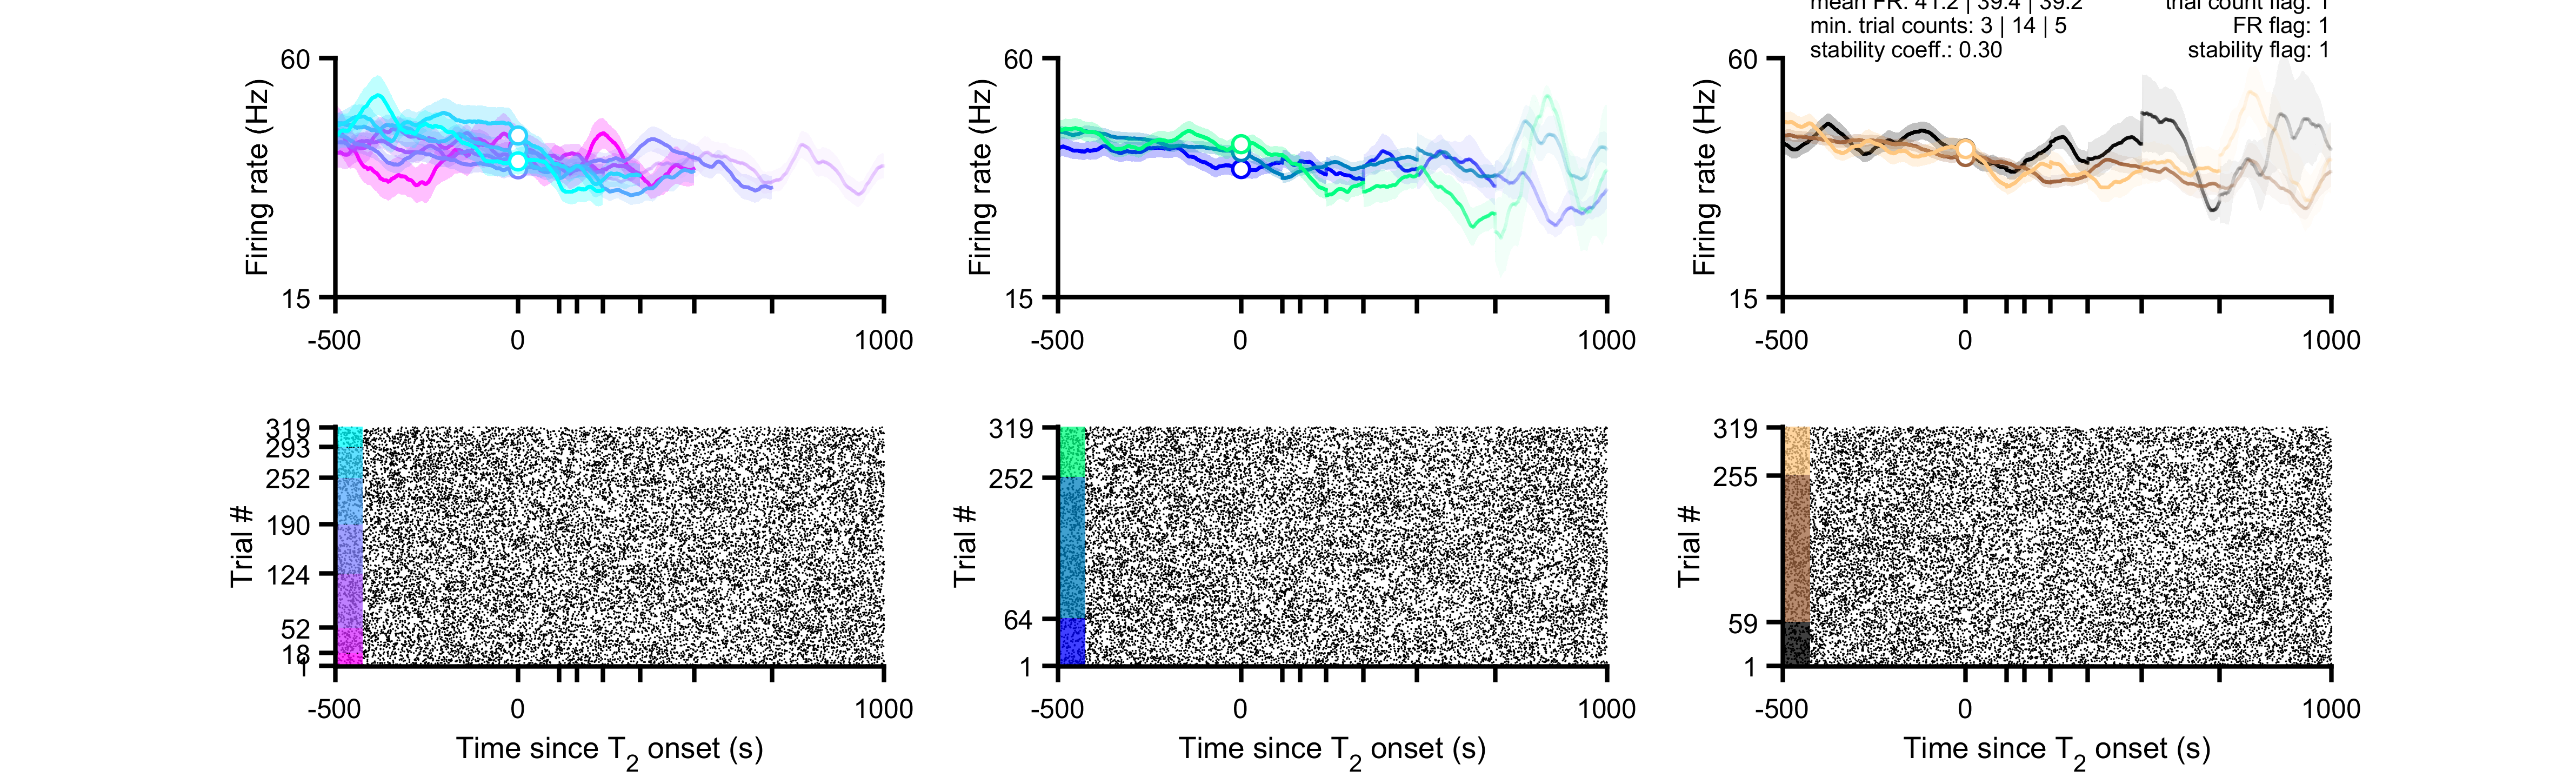 mean FR: 41.2 | 39.4 | 39.2 trial count flag: 1
min. trial counts: 3 | 14 | 5 FR flag: 1
stability coeff.: 0.30 stability flag: 1
60
15
Firing rate (Hz)
-500 0 1000
60
15
Firing rate (Hz)
-500 0 1000
60
15
Firing rate (Hz)
-500 0 1000
319
293
252
190
124
52
18
1
Trial #
-500 0 1000
Time since T2 onset (s)
319
252
64
1
Trial #
-500 0 1000
Time since T2 onset (s)
319
255
59
1
Trial #
-500 0 1000
Time since T2 onset (s)